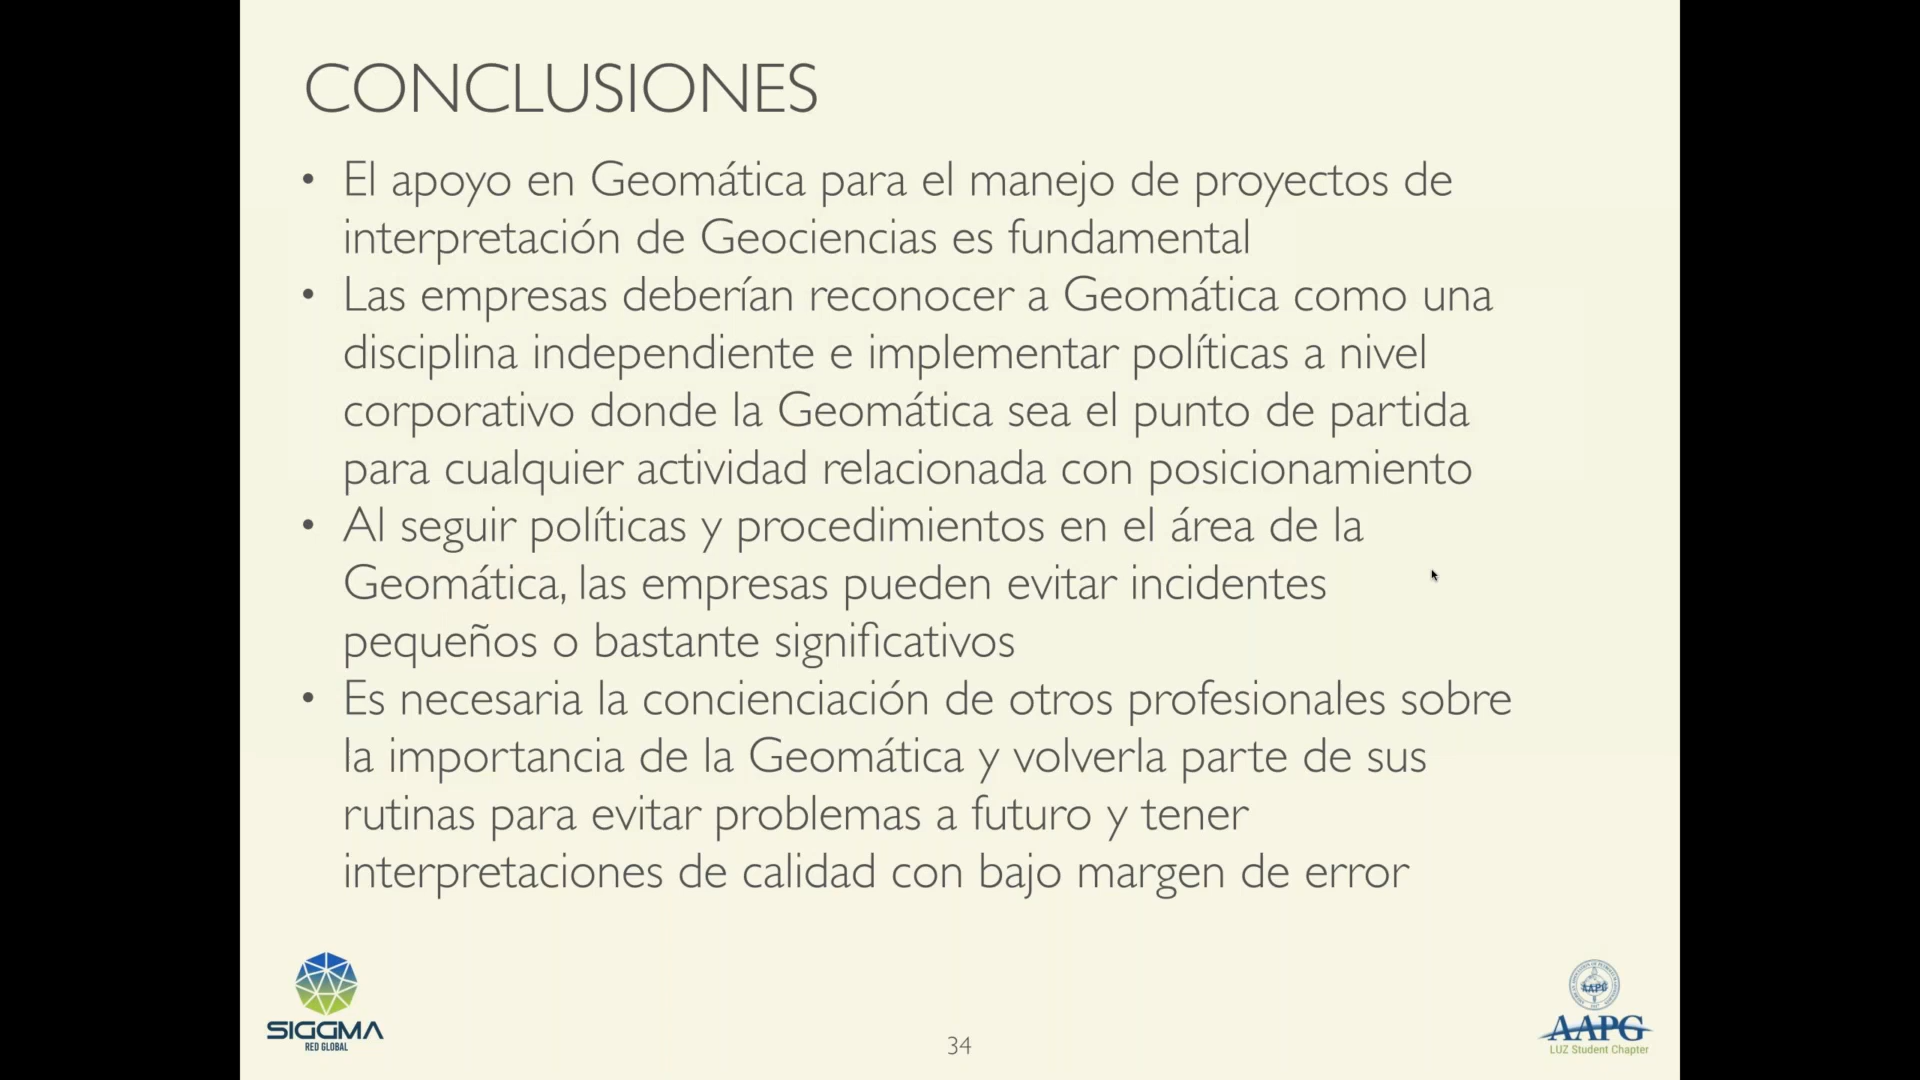 CONCLUSIONES
• El apoyo en Geomática para el manejo de proyectos de
interpretación de Geociencias es fundamental
• Las empresas deberían reconocer a Geomática como una
disciplina independiente e implementar políticas a nivel
corporativo donde la Geomática sea el punto de partida
para cualquier actividad relacionada con posicionamiento
• Al seguir políticas y procedimientos en el área de la
Geomática, las empresas pueden evitar incidentes
pequeños o bastante significativos
• Es necesaria la concienciación de otros profesionales sobre
la importancia de la Geomática y volverla parte de sus
rutinas para evitar problemas a futuro y tener
interpretaciones de calidad con bajo margen de error
SIGGMA
RED GLOBAL
34
AAPG
AAPG
LUZ Student Chapter